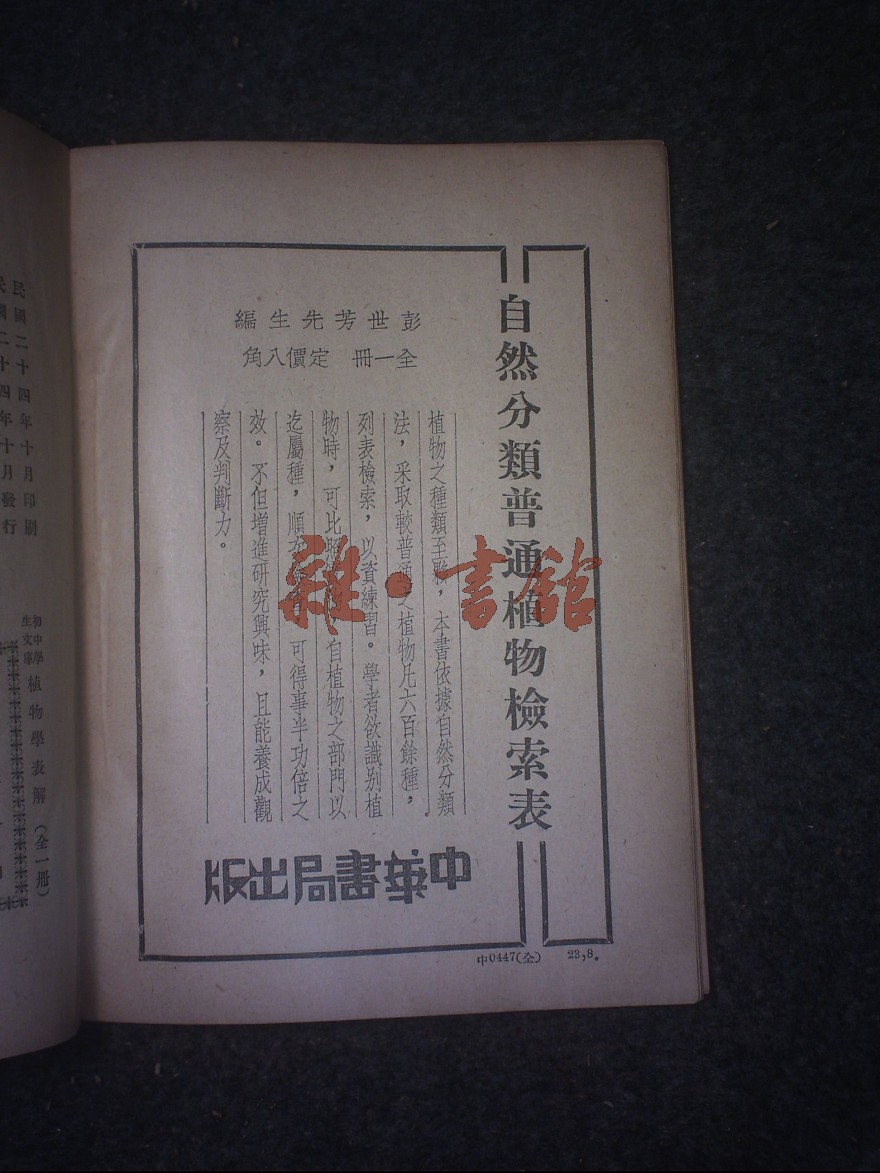 自然分類普通植物檢索表
彭世芳先生編
全一冊 定價八角
植物之種類至夥，本書依據自然分類
法，采取較普通之植物凡六百餘種，
列表檢索，以資練習。學者欲識別植
物時，可比照 自植物之部門以
迄屬種，順 可得事半功倍之
效。不但增進研究興味，且能養成觀
察及判斷力。
中華書局出版
中0447(全) 23,8。
雜·書館
民國二十四年十月印刷
民國二十四年十月發行
初中學生文庫
植物學表解（全一冊）